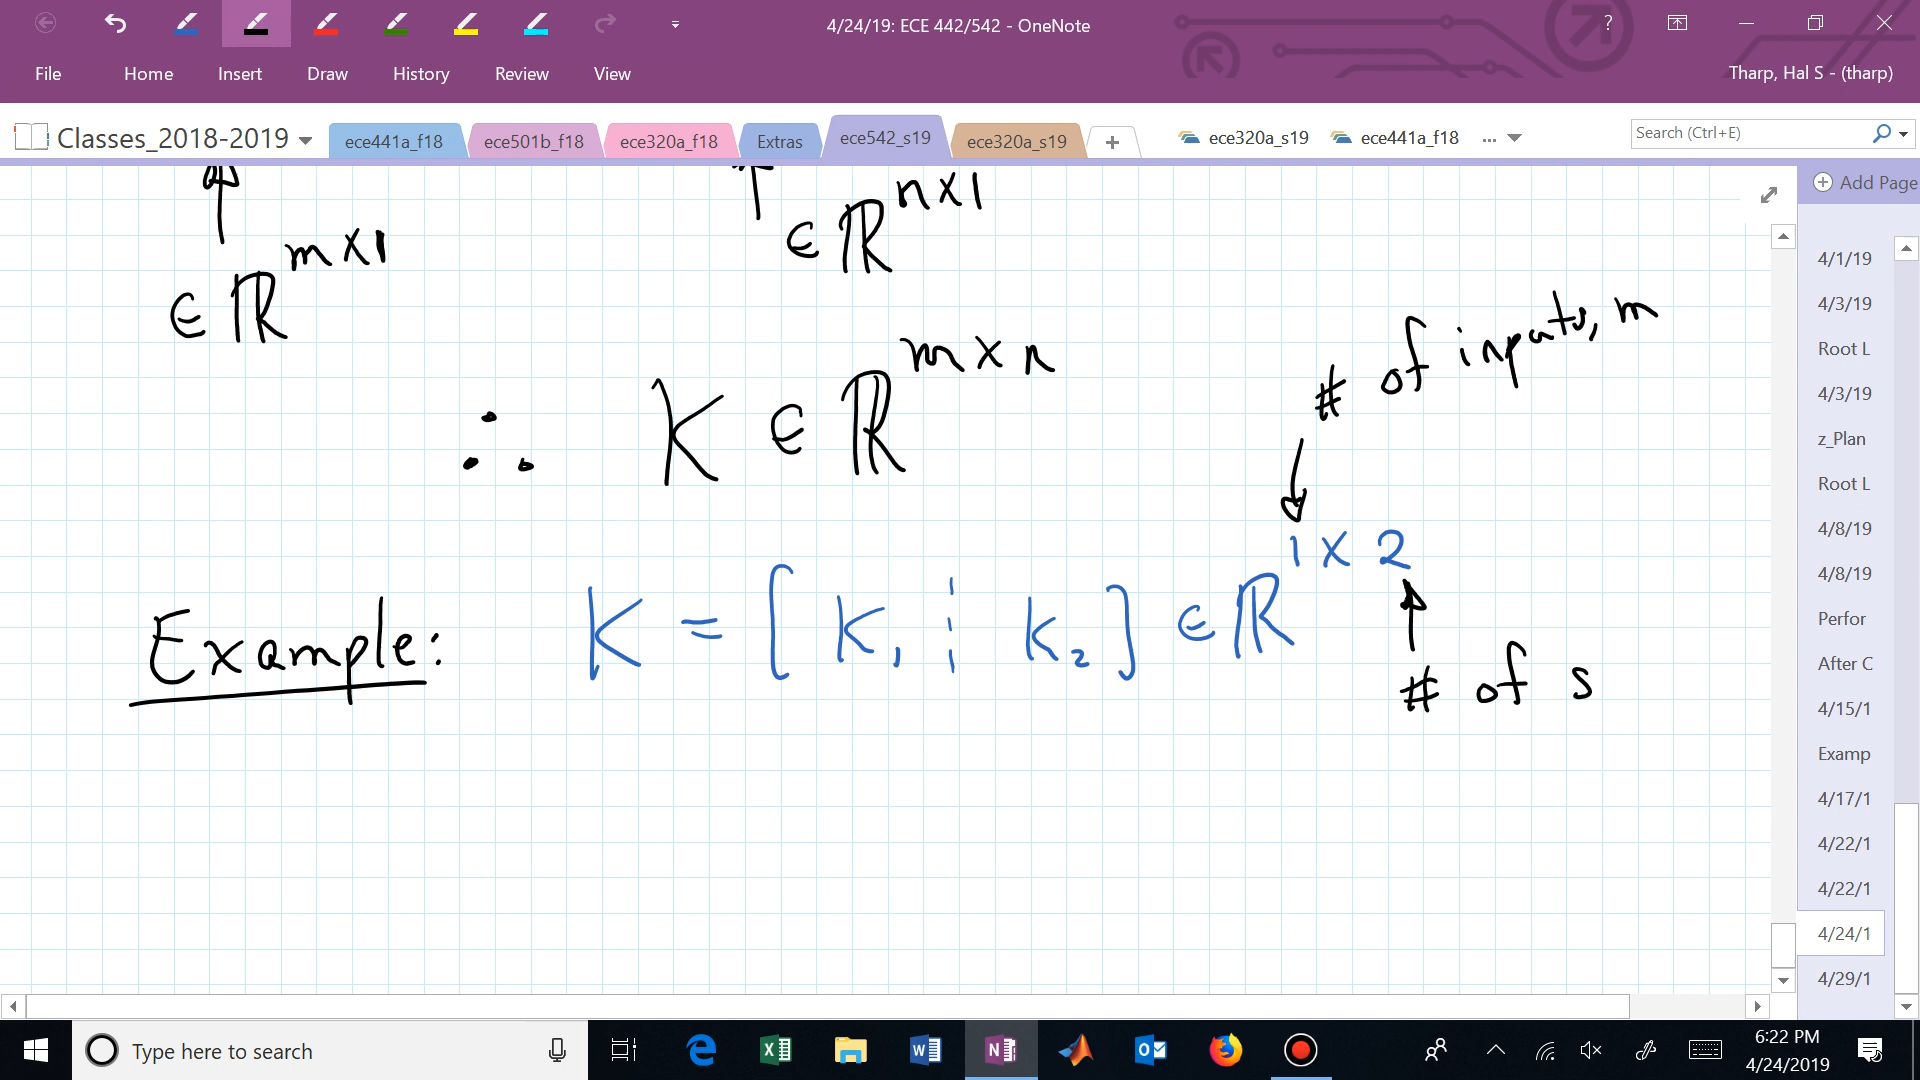 4/24/19: ECE 442/542 - OneNote
?
File Home Insert Draw History Review View
Tharp, Hal S - (tharp)
Classes_2018-2019
ece441a_f18 ece501b_f18 ece320a_f18 Extras ece542_s19 ece320a_s19 +
ece320a_s19 ece441a_f18 ...
Search (Ctrl+E)
Add Page
∈ ℝ^{m×1}
∈ ℝ^{n×1}
∴ K ∈ ℝ^{m×n}
# of inputs, m
Example: K = [ k₁ ⋮ k₂ ] ∈ ℝ^{1×2}
# of s
4/1/19
4/3/19
Root L
4/3/19
z_Plan
Root L
4/8/19
4/8/19
Perfor
After C
4/15/1
Examp
4/17/1
4/22/1
4/22/1
4/24/1
4/29/1
Type here to search
6:22 PM
4/24/2019